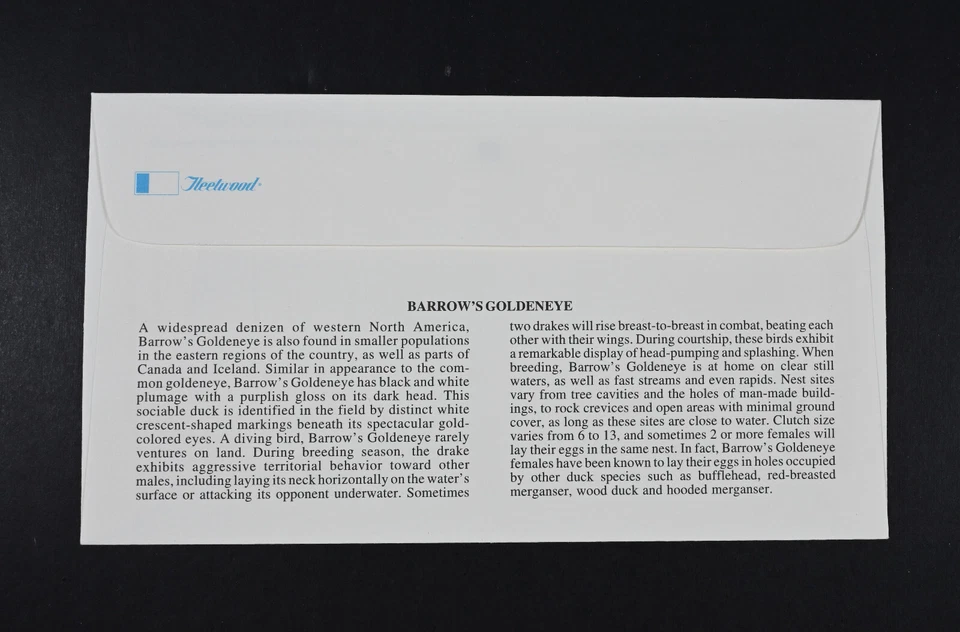 Fleetwood
BARROW'S GOLDENEYE
A widespread denizen of western North America,
Barrow's Goldeneye is also found in smaller populations
in the eastern regions of the country, as well as parts of
Canada and Iceland. Similar in appearance to the com-
mon goldeneye, Barrow's Goldeneye has black and white
plumage with a purplish gloss on its dark head. This
sociable duck is identified in the field by distinct white
crescent-shaped markings beneath its spectacular gold-
colored eyes. A diving bird, Barrow's Goldeneye rarely
ventures on land. During breeding season, the drake
exhibits aggressive territorial behavior toward other
males, including laying its neck horizontally on the water's
surface or attacking its opponent underwater. Sometimes
two drakes will rise breast-to-breast in combat, beating each
other with their wings. During courtship, these birds exhibit
a remarkable display of head-pumping and splashing. When
breeding, Barrow's Goldeneye is at home on clear still
waters, as well as fast streams and even rapids. Nest sites
vary from tree cavities and the holes of man-made build-
ings, to rock crevices and open areas with minimal ground
cover, as long as these sites are close to water. Clutch size
varies from 6 to 13, and sometimes 2 or more females will
lay their eggs in the same nest. In fact, Barrow's Goldeneye
females have been known to lay their eggs in holes occupied
by other duck species such as bufflehead, red-breasted
merganser, wood duck and hooded merganser.